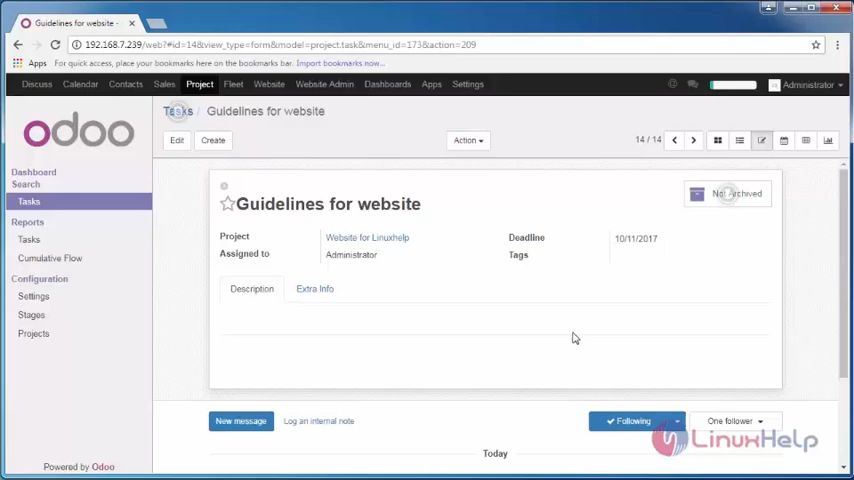 Guidelines for website -
192.168.7.239/web?#id=14&view_type=form&model=project.task&menu_id=173&action=209
Apps For quick access, place your bookmarks here on the bookmarks bar. Import bookmarks now...
Discuss Calendar Contacts Sales Project Fleet Website Website Admin Dashboards Apps Settings @ Administrator
odoo
Tasks / Guidelines for website
Edit Create Action 14 / 14
Dashboard
Search
Tasks
Reports
Tasks
Cumulative Flow
Configuration
Settings
Stages
Projects
Powered by Odoo
Not Archived
Guidelines for website
Project Website for Linuxhelp Deadline 10/11/2017
Assigned to Administrator Tags
Description Extra Info
New message Log an internal note Following One follower
LinuxHelp
Today